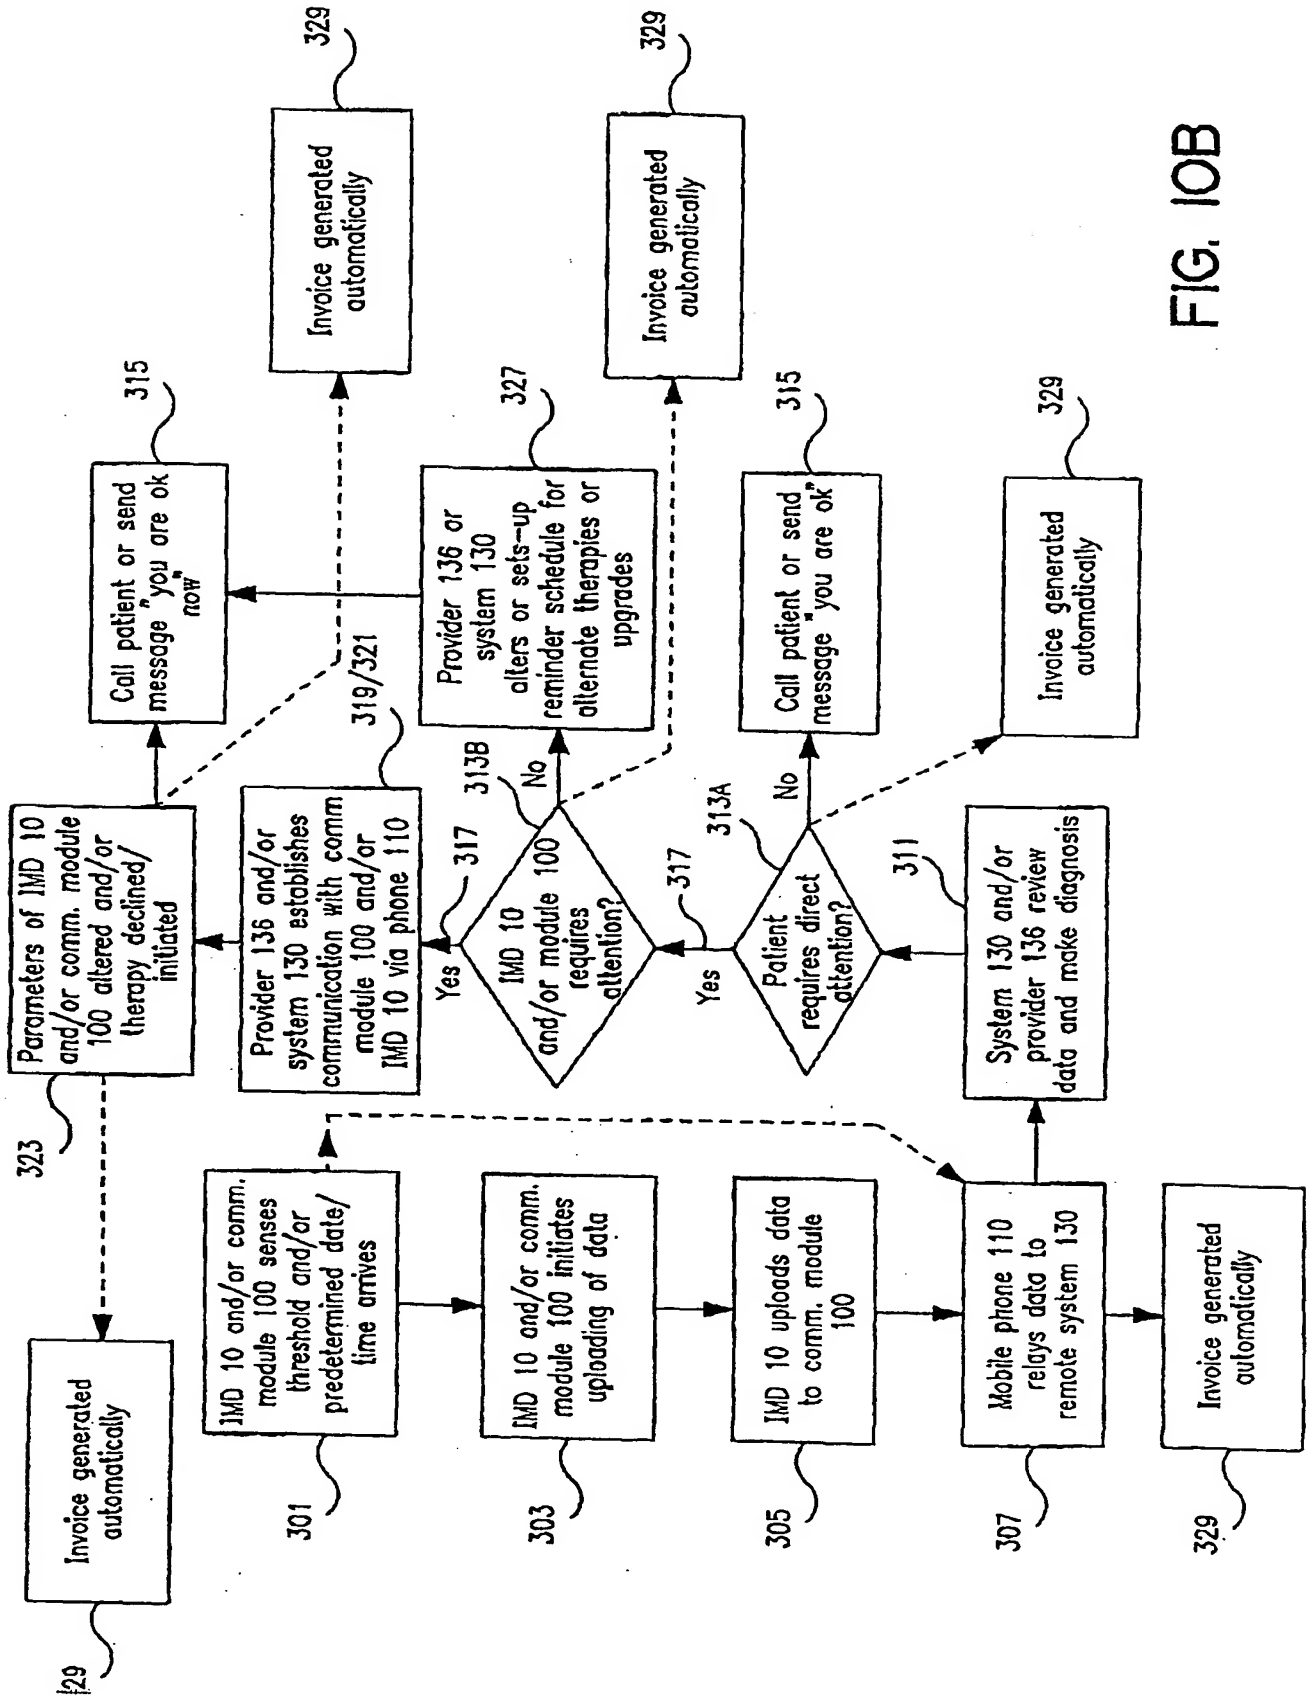 Invoice generated
automatically
129
Parameters of IMD 10
and/or comm. module
100 altered and/or
therapy declined/
initiated
323
Call patient or send
message "you are ok
now"
315
Invoice generated
automatically
329
IMD 10 and/or comm.
module 100 senses
threshold and/or
predetermined date/
time arrives
301
Provider 136 and/or
system 130 establishes
communication with comm
module 100 and/or
IMD 10 via phone 110
319/321
317
Yes
IMD 10
and/or module 100
requires
attention?
313B
No
Provider 136 or
system 130
alters or sets-up
reminder schedule for
alternate therapies or
upgrades
327
Invoice generated
automatically
329
IMD 10 and/or comm.
module 100 initiates
uploading of data
303
317
Yes
Patient
requires direct
attention?
313A
No
Call patient or send
message "you are ok"
315
IMD 10 uploads data
to comm. module
100
305
System 130 and/or
provider 136 review
data and make diagnosis
311
Invoice generated
automatically
329
Mobile phone 110
relays data to
remote system 130
307
Invoice generated
automatically
329
FIG. 10B